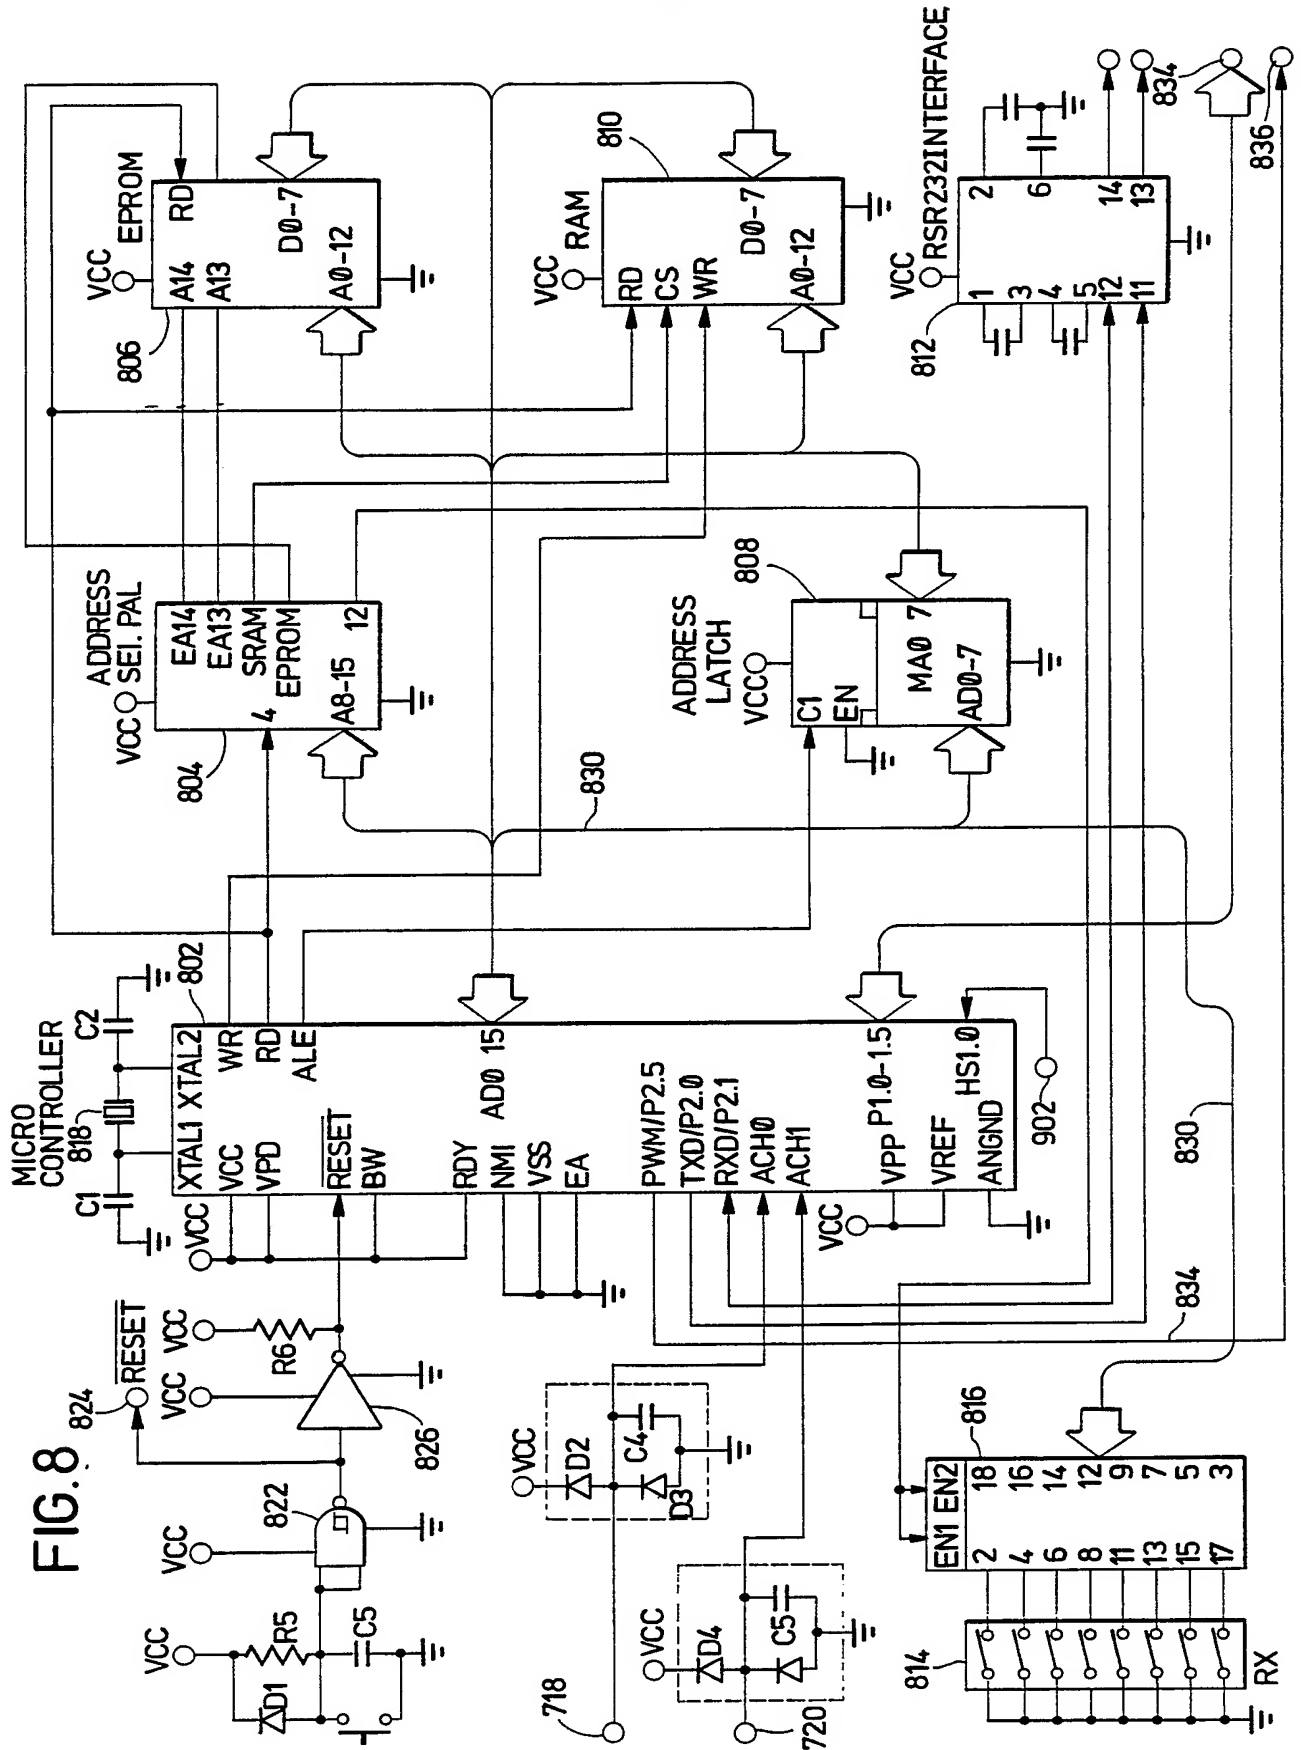 FIG.8
VCC
D1
R5
C5
VCC
822
824
RESET
VCC
826
VCC
R6
MICRO
CONTROLLER
818
C1
C2
802
XTAL1 XTAL2
VCC
VCC
VPD
RESET
BW
RDY
NMI
VSS
EA
WR
RD
ALE
AD0 15
PWM/P2.5
TXD/P2.0
RXD/P2.1
ACH0
ACH1
VPP
P1.0-1.5
VREF
HS1.0
ANGND
VCC
902
ADDRESS
SEl. PAL
VCC
804
4
A8-15
EA14
EA13
SRAM
EPROM
12
EPROM
VCC
806
A14
A13
RD
D0-7
A0-12
RAM
VCC
810
RD
CS
WR
D0-7
A0-12
ADDRESS
LATCH
VCC
808
C1
EN
MA0 7
AD0-7
830
RSR232INTERFACE
VCC
812
1
3
4
5
12
11
2
6
14
13
834
836
718
VCC
D2
C4
D3
720
VCC
D4
C5
834
830
816
EN1 EN2
2 18
4 16
6 14
8 12
11 9
13 7
15 5
17 3
814
RX